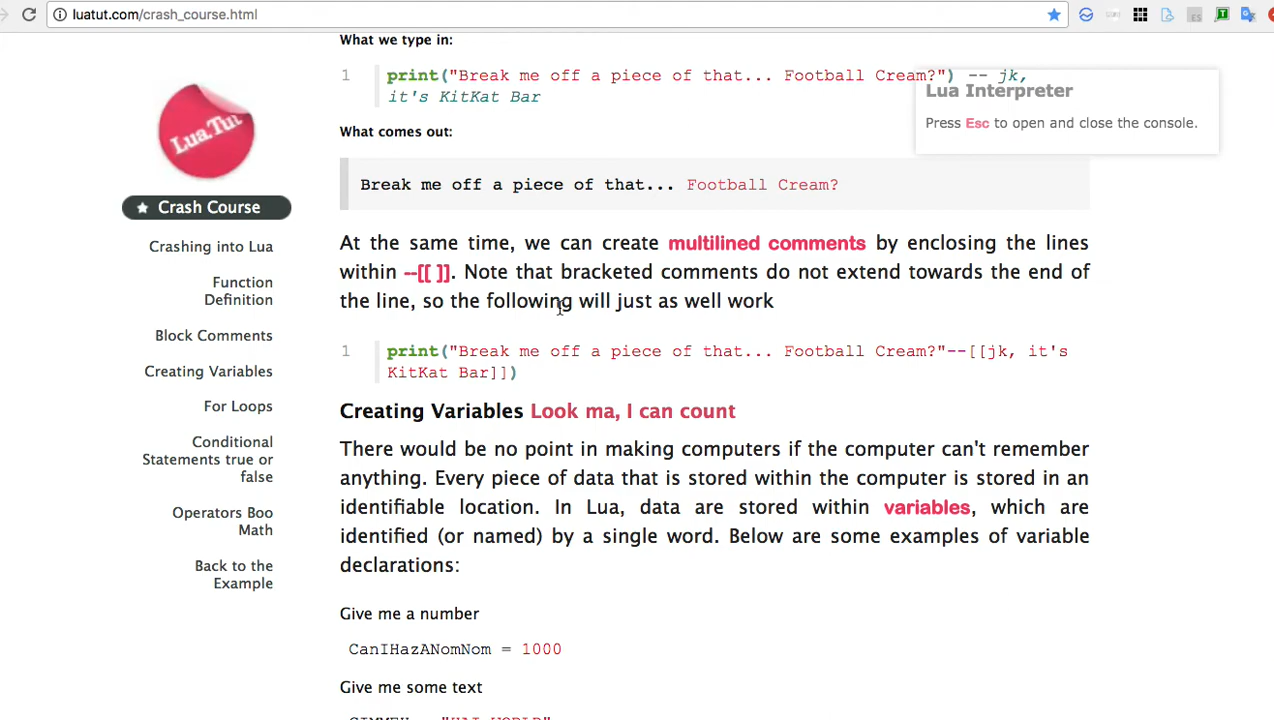 luatut.com/crash_course.html
What we type in:
1 print("Break me off a piece of that... Football Cream?") -- jk,
it's KitKat Bar
Lua Interpreter
Press Esc to open and close the console.
What comes out:
Break me off a piece of that... Football Cream?
Lua.Tut
Crash Course
Crashing into Lua
Function
Definition
Block Comments
Creating Variables
For Loops
Conditional
Statements true or
false
Operators Boo
Math
Back to the
Example
At the same time, we can create multilined comments by enclosing the lines
within --[[ ]]. Note that bracketed comments do not extend towards the end of
the line, so the following will just as well work
1 print("Break me off a piece of that... Football Cream?"--[[jk, it's
KitKat Bar]])
Creating Variables Look ma, I can count
There would be no point in making computers if the computer can't remember
anything. Every piece of data that is stored within the computer is stored in an
identifiable location. In Lua, data are stored within variables, which are
identified (or named) by a single word. Below are some examples of variable
declarations:
Give me a number
CanIHazANomNom = 1000
Give me some text